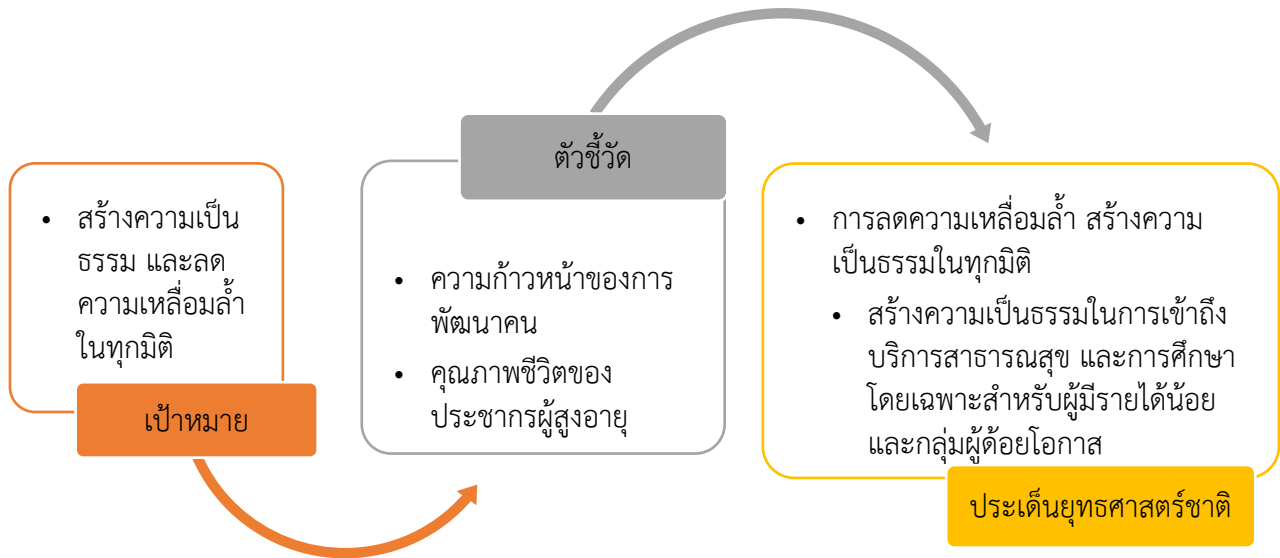 • สร้างความเป็น
ธรรม และลด
ความเหลื่อมล้ำ
ในทุกมิติ
เป้าหมาย
ตัวชี้วัด
• ความก้าวหน้าของการ
พัฒนาคน
• คุณภาพชีวิตของ
ประชากรผู้สูงอายุ
• การลดความเหลื่อมล้ำ สร้างความ
เป็นธรรมในทุกมิติ
• สร้างความเป็นธรรมในการเข้าถึง
บริการสาธารณสุข และการศึกษา
โดยเฉพาะสำหรับผู้มีรายได้น้อย
และกลุ่มผู้ด้อยโอกาส
ประเด็นยุทธศาสตร์ชาติ